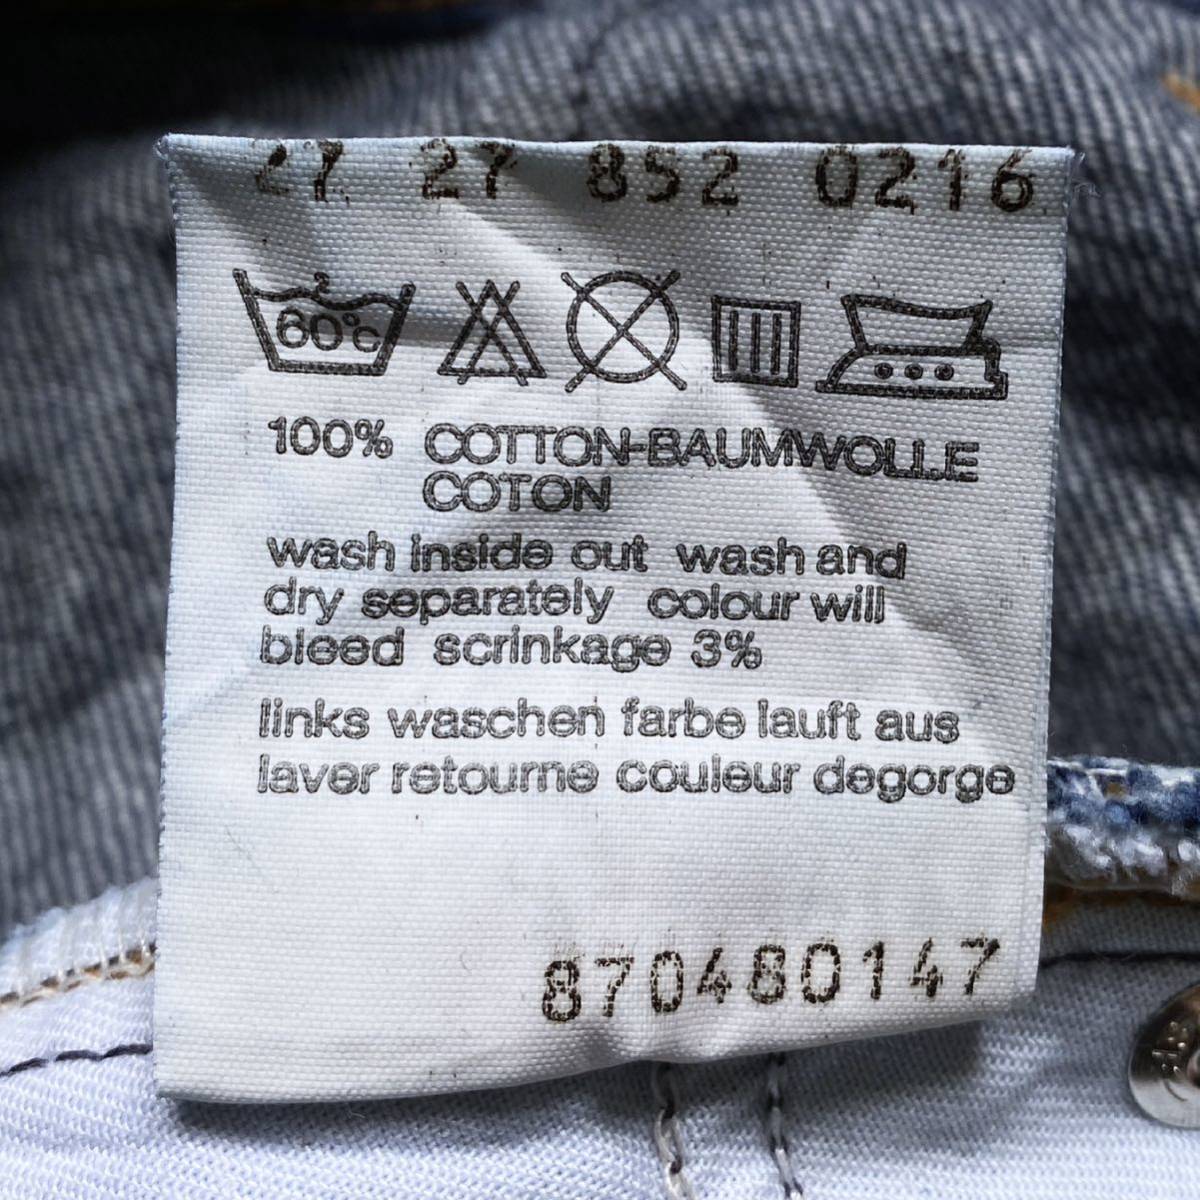 27 27 852 0216
2
60°C
100% COTTON-BAUMWOLLE
COTON
wash inside out wash and
dry separately colour will
bleed scrinkage 3%
links waschen farbe lauft aus
laver retourne couleur degorge
870480147